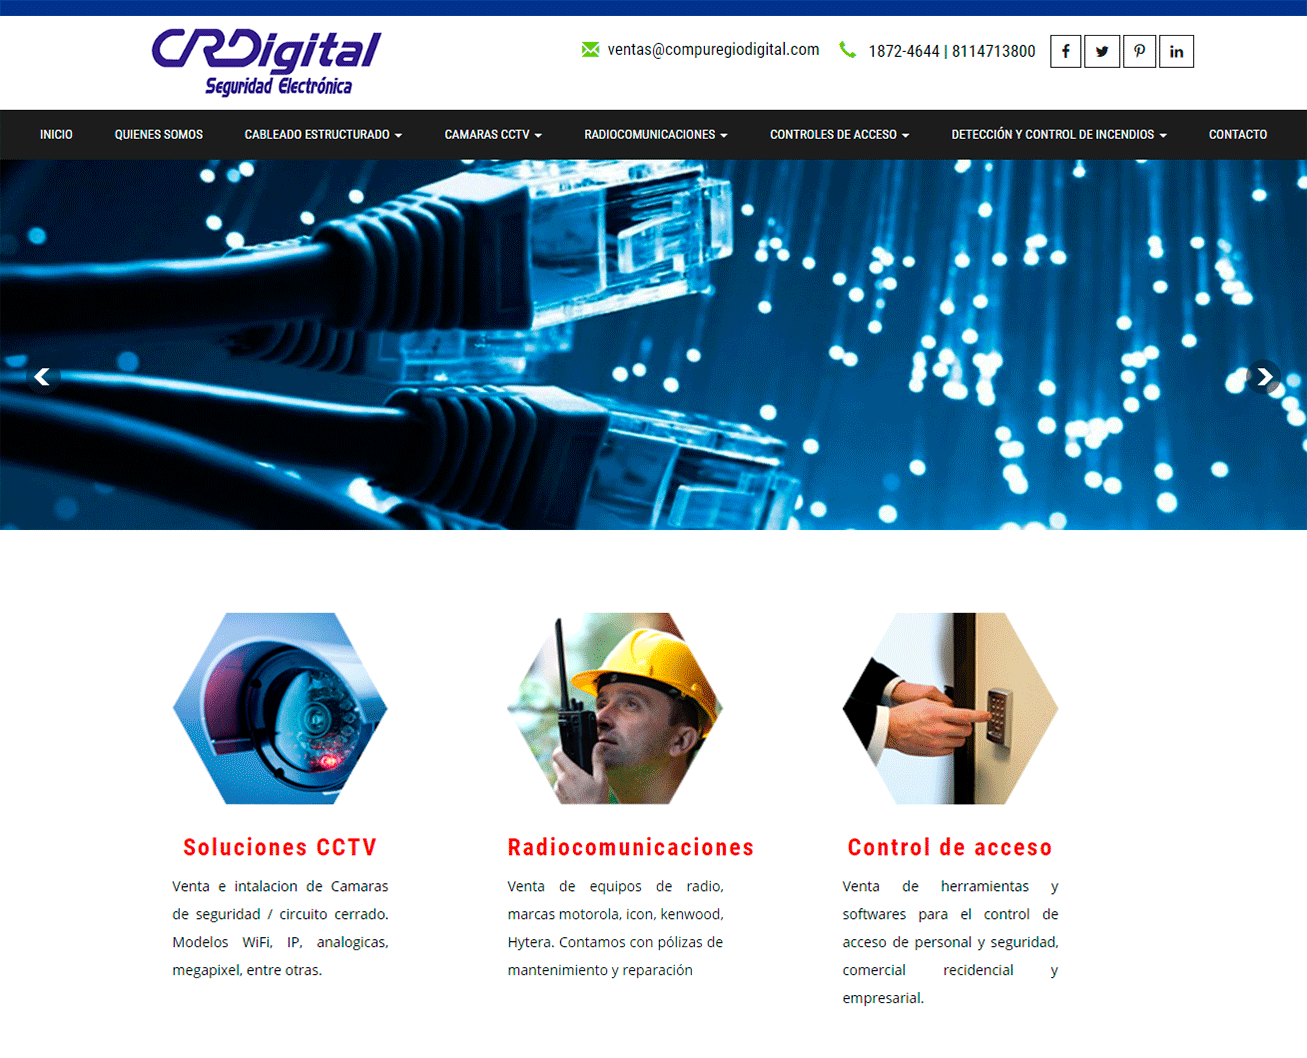 CRDigital
Seguridad Electrónica
ventas@compuregiodigital.com
1872-4644 | 8114713800
INICIO
QUIENES SOMOS
CABLEADO ESTRUCTURADO
CAMARAS CCTV
RADIOCOMUNICACIONES
CONTROLES DE ACCESO
DETECCIÓN Y CONTROL DE INCENDIOS
CONTACTO
Soluciones CCTV
Venta e intalacion de Camaras
de seguridad / circuito cerrado.
Modelos WiFi, IP, analogicas,
megapixel, entre otras.
Radiocomunicaciones
Venta de equipos de radio,
marcas motorola, icon, kenwood,
Hytera. Contamos con pólizas de
mantenimiento y reparación
Control de acceso
Venta de herramientas y
softwares para el control de
acceso de personal y seguridad,
comercial recidencial y
empresarial.